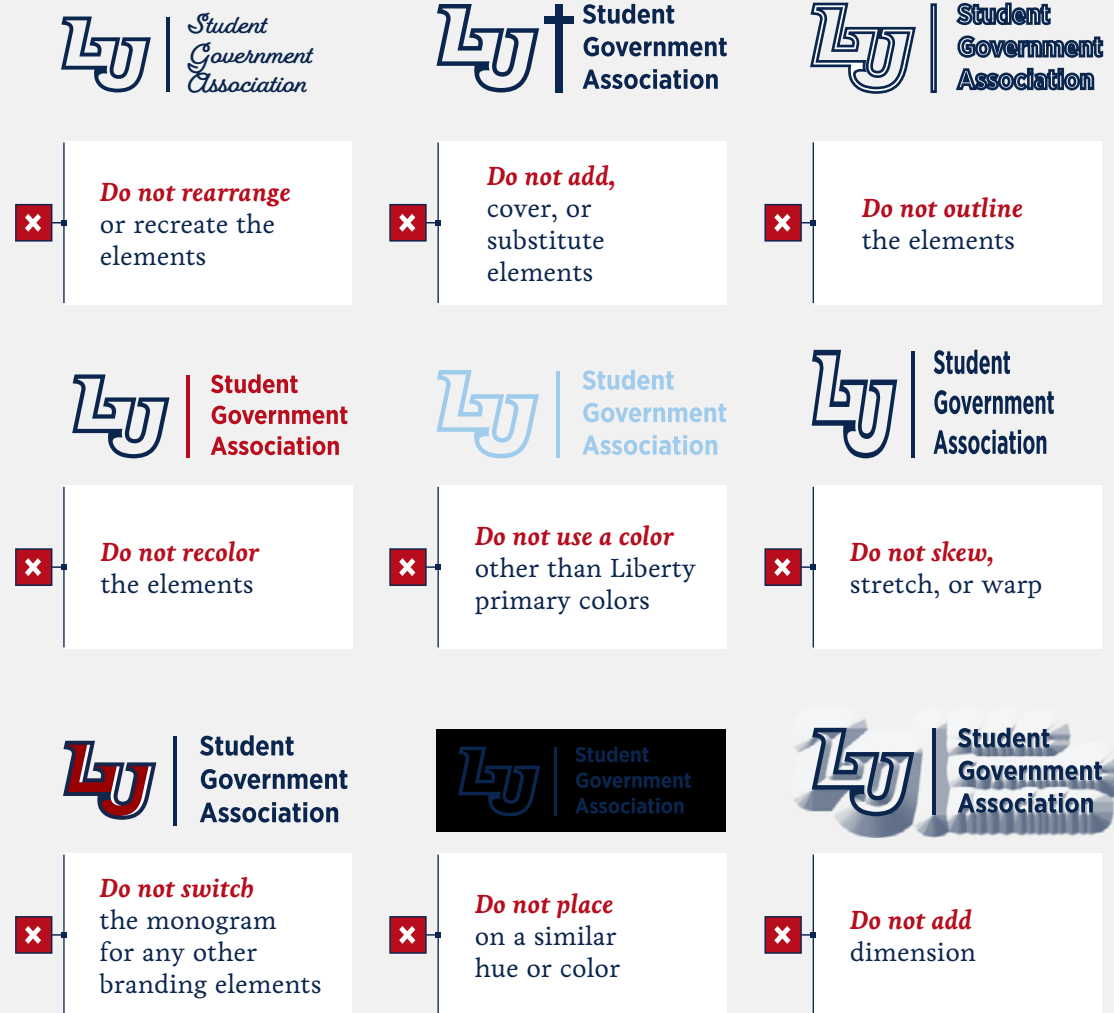 LU Student
Government
Association
LU Student
Government
Association
LU Student
Government
Association
Do not rearrange
or recreate the
elements
Do not add,
cover, or
substitute
elements
Do not outline
the elements
LU Student
Government
Association
LU Student
Government
Association
LU Student
Government
Association
Do not recolor
the elements
Do not use a color
other than Liberty
primary colors
Do not skew,
stretch, or warp
LU Student
Government
Association
LU Student
Government
Association
LU Student
Government
Association
Do not switch
the monogram
for any other
branding elements
Do not place
on a similar
hue or color
Do not add
dimension